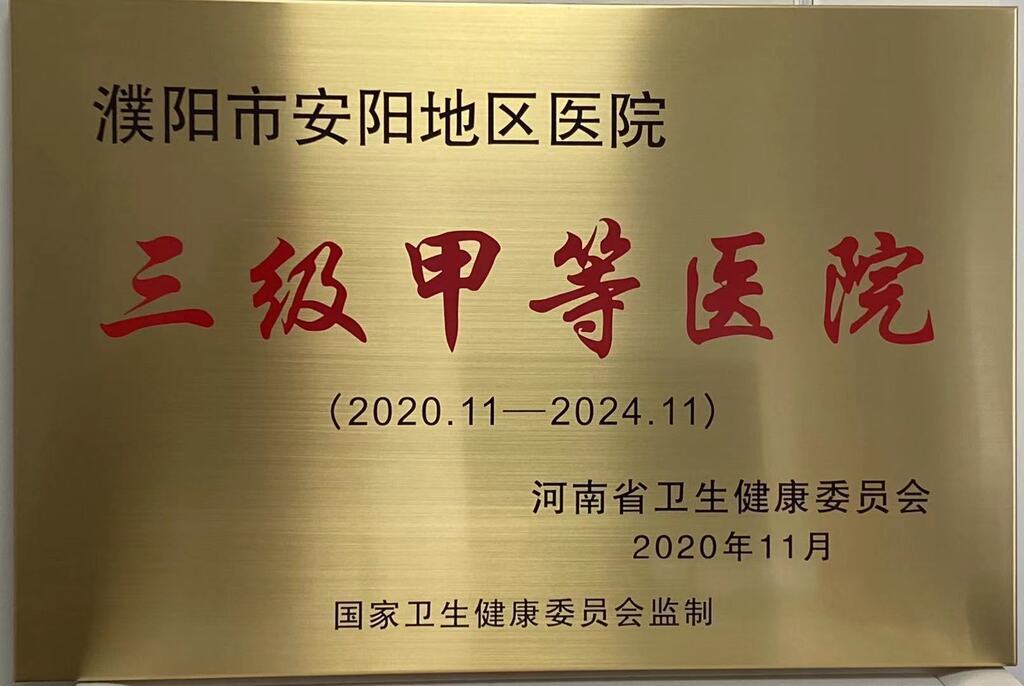 濮阳市安阳地区医院
三级甲等医院
(2020.11—2024.11)
河南省卫生健康委员会
2020年11月
国家卫生健康委员会监制